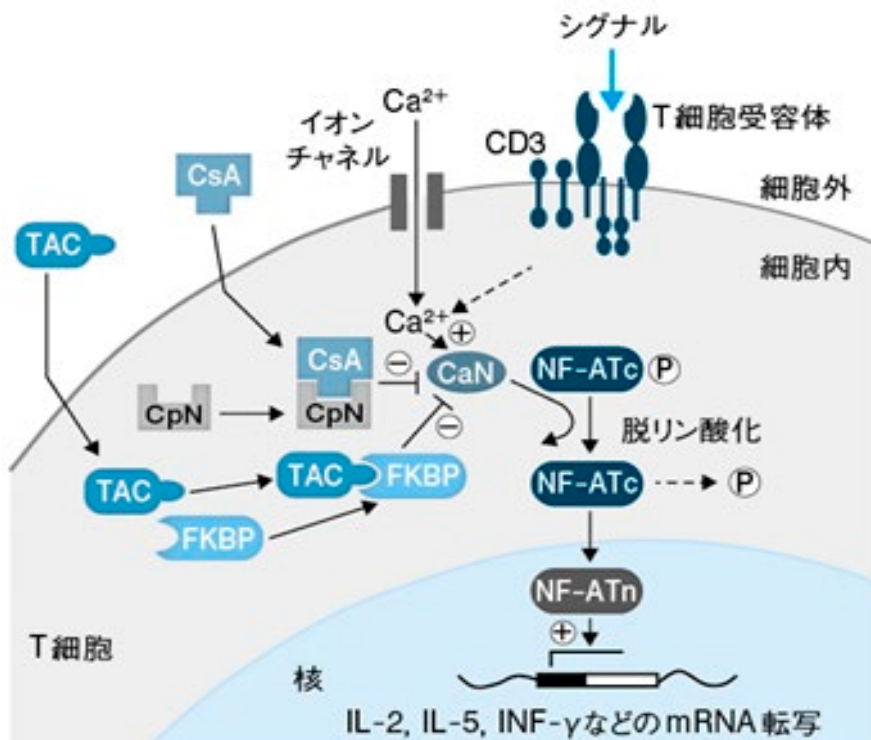 シグナル
Ca²⁺
イオン
チャネル
T細胞受容体
CD3
CsA
細胞外
TAC
細胞内
Ca²⁺
+
CsA
−
CaN
NF-ATc P
CpN
CpN
−
脱リン酸化
TAC
TAC
FKBP
NF-ATc
P
FKBP
NF-ATn
+
T細胞
核
IL-2, IL-5, INF-γなどのmRNA転写